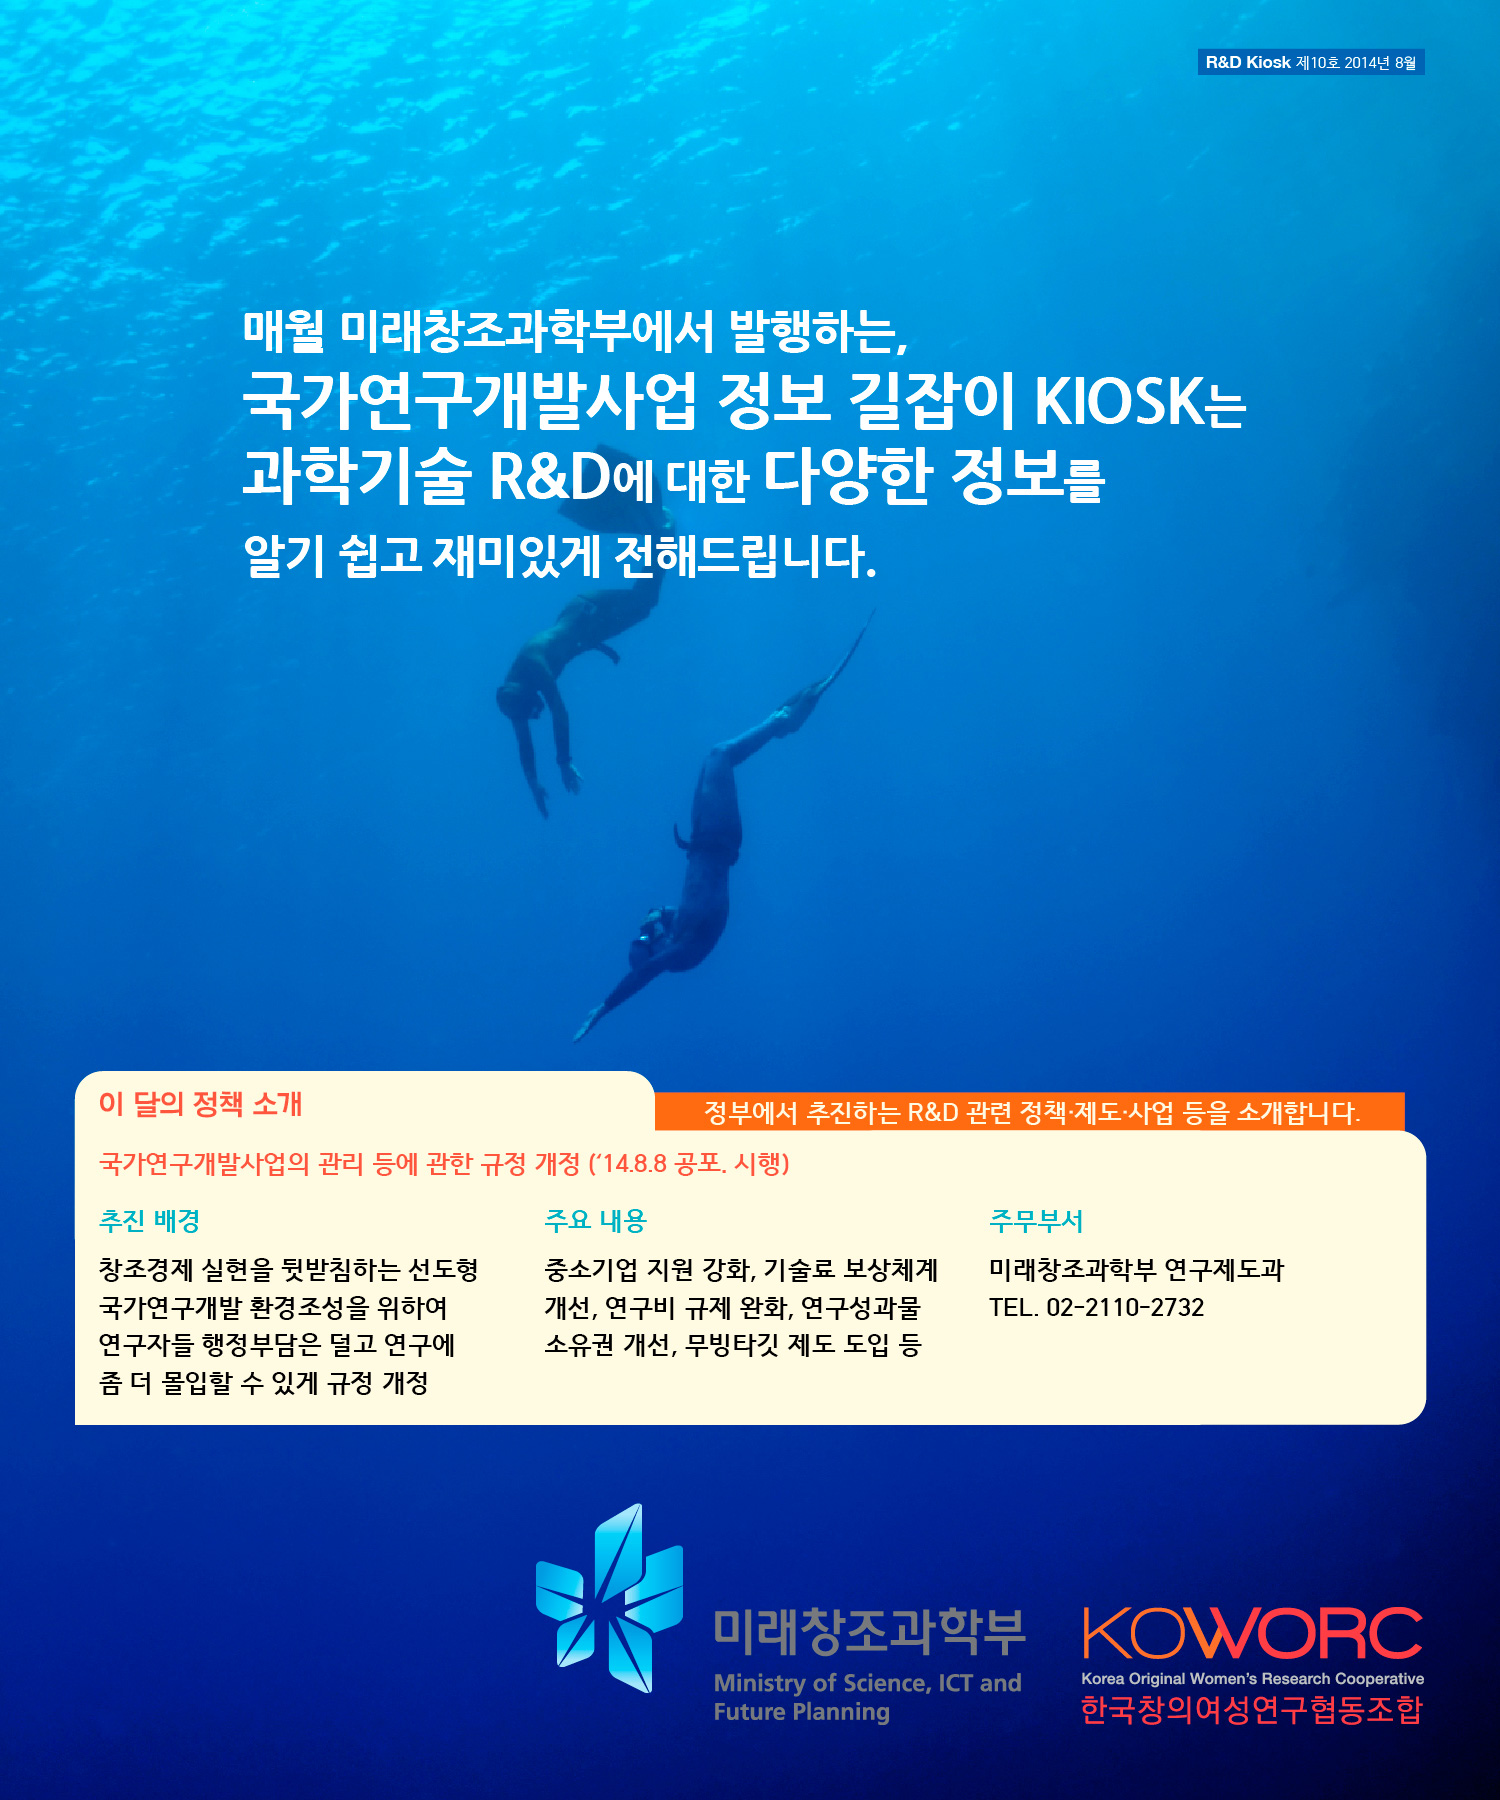 R&D Kiosk 제10호 2014년 8월
매월 미래창조과학부에서 발행하는,
국가연구개발사업 정보 길잡이 KIOSK는
과학기술 R&D에 대한 다양한 정보를
알기 쉽고 재미있게 전해드립니다.
이 달의 정책 소개
정부에서 추진하는 R&D 관련 정책·제도·사업 등을 소개합니다.
국가연구개발사업의 관리 등에 관한 규정 개정 (‘14.8.8 공포. 시행)
추진 배경
창조경제 실현을 뒷받침하는 선도형
국가연구개발 환경조성을 위하여
연구자들 행정부담은 덜고 연구에
좀 더 몰입할 수 있게 규정 개정
주요 내용
중소기업 지원 강화, 기술료 보상체계
개선, 연구비 규제 완화, 연구성과물
소유권 개선, 무빙타깃 제도 도입 등
주무부서
미래창조과학부 연구제도과
TEL. 02-2110-2732
미래창조과학부
Ministry of Science, ICT and
Future Planning
KOWORC
Korea Original Women’s Research Cooperative
한국창의여성연구협동조합